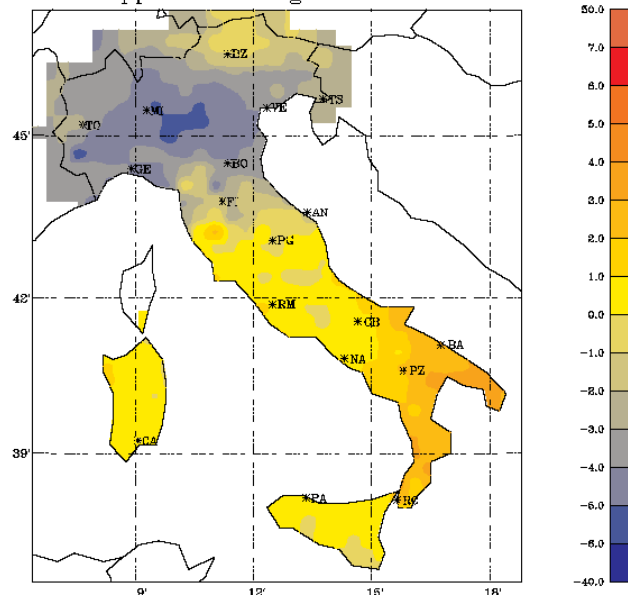 50.0
7.0
6.0
5.0
4.0
3.0
2.0
1.0
0.0
-1.0
-2.0
-3.0
-4.0
-6.0
-8.0
-40.0
*BZ
*MI
*VE
*TS
*TO
45'
*GE
*BO
*FI
*AN
*PG
42'
*RM
*CB
*BA
*NA
*PZ
39'
*CA
*PA
*RC
9'
12'
15'
18'